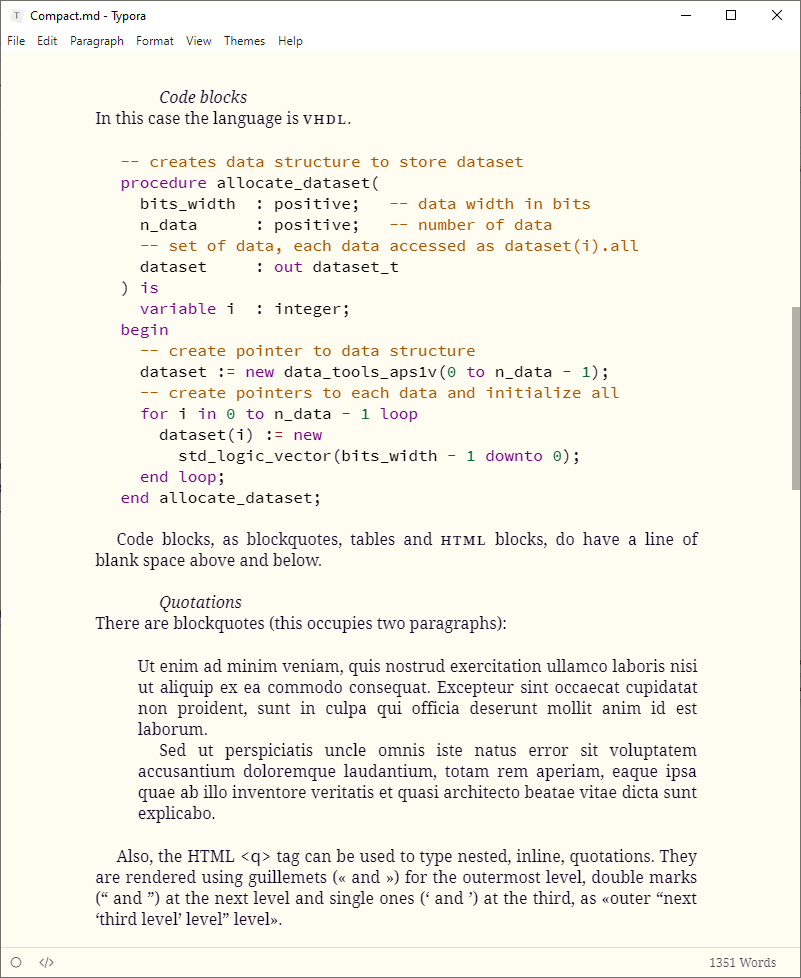 T Compact.md - Typora
File Edit Paragraph Format View Themes Help
Code blocks
In this case the language is VHDL.
-- creates data structure to store dataset
procedure allocate_dataset(
  bits_width  : positive;   -- data width in bits
  n_data      : positive;   -- number of data
  -- set of data, each data accessed as dataset(i).all
  dataset     : out dataset_t
) is
  variable i  : integer;
begin
  -- create pointer to data structure
  dataset := new data_tools_aps1v(0 to n_data - 1);
  -- create pointers to each data and initialize all
  for i in 0 to n_data - 1 loop
    dataset(i) := new
      std_logic_vector(bits_width - 1 downto 0);
  end loop;
end allocate_dataset;
Code blocks, as blockquotes, tables and HTML blocks, do have a line of
blank space above and below.
Quotations
There are blockquotes (this occupies two paragraphs):
Ut enim ad minim veniam, quis nostrud exercitation ullamco laboris nisi
ut aliquip ex ea commodo consequat. Excepteur sint occaecat cupidatat
non proident, sunt in culpa qui officia deserunt mollit anim id est
laborum.
Sed ut perspiciatis uncle omnis iste natus error sit voluptatem
accusantium doloremque laudantium, totam rem aperiam, eaque ipsa
quae ab illo inventore veritatis et quasi architecto beatae vitae dicta sunt
explicabo.
Also, the HTML <q> tag can be used to type nested, inline, quotations. They
are rendered using guillemets (« and ») for the outermost level, double marks
(“ and ”) at the next level and single ones (‘ and ’) at the third, as «outer “next
‘third level’ level” level».
</> 1351 Words